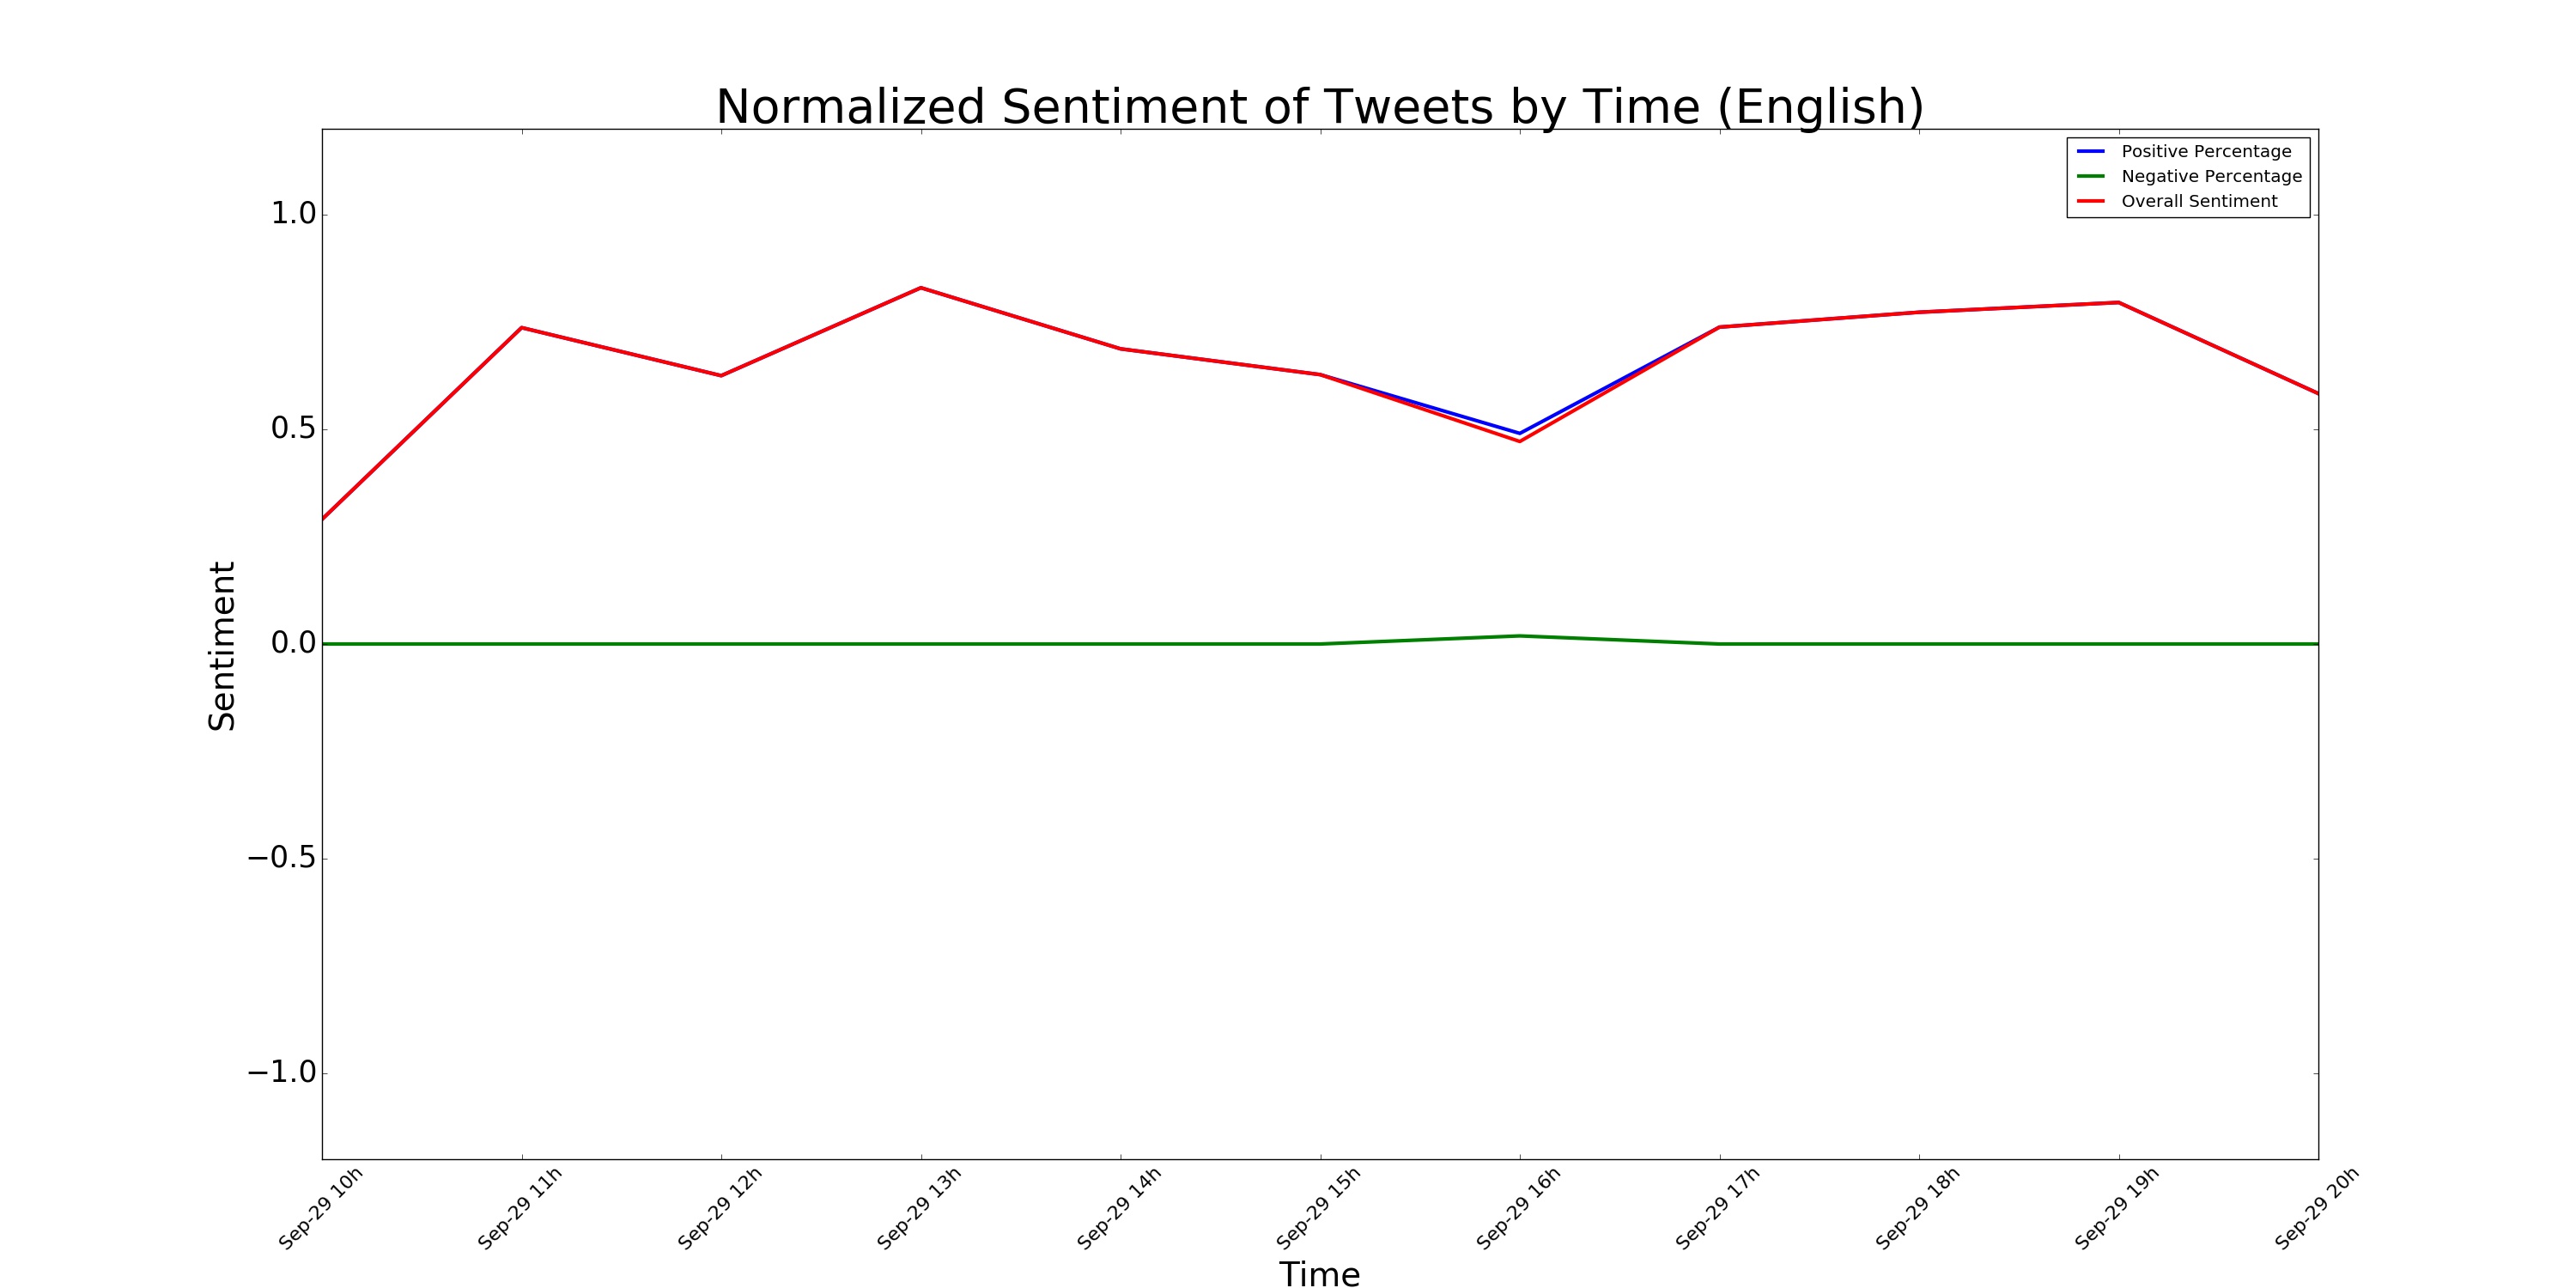 Normalized Sentiment of Tweets by Time (English)
Positive Percentage
Negative Percentage
Overall Sentiment
1.0
0.5
0.0
−0.5
−1.0
Sentiment
Sep-29 10h
Sep-29 11h
Sep-29 12h
Sep-29 13h
Sep-29 14h
Sep-29 15h
Sep-29 16h
Sep-29 17h
Sep-29 18h
Sep-29 19h
Sep-29 20h
Time